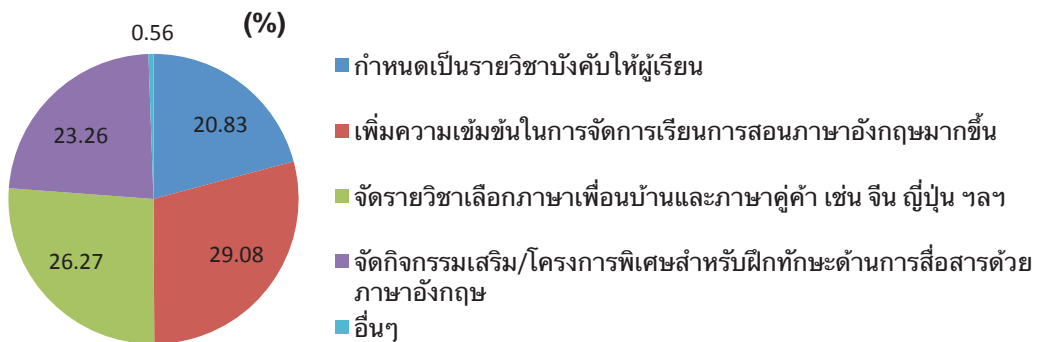 (%)
0.56
20.83
23.26
26.27
29.08
กำหนดเป็นรายวิชาบังคับให้ผู้เรียน
เพิ่มความเข้มข้นในการจัดการเรียนการสอนภาษาอังกฤษมากขึ้น
จัดรายวิชาเลือกภาษาเพื่อนบ้านและภาษาคู่ค้า เช่น จีน ญี่ปุ่น ฯลฯ
จัดกิจกรรมเสริม/โครงการพิเศษสำหรับฝึกทักษะด้านการสื่อสารด้วย
ภาษาอังกฤษ
อื่นๆ